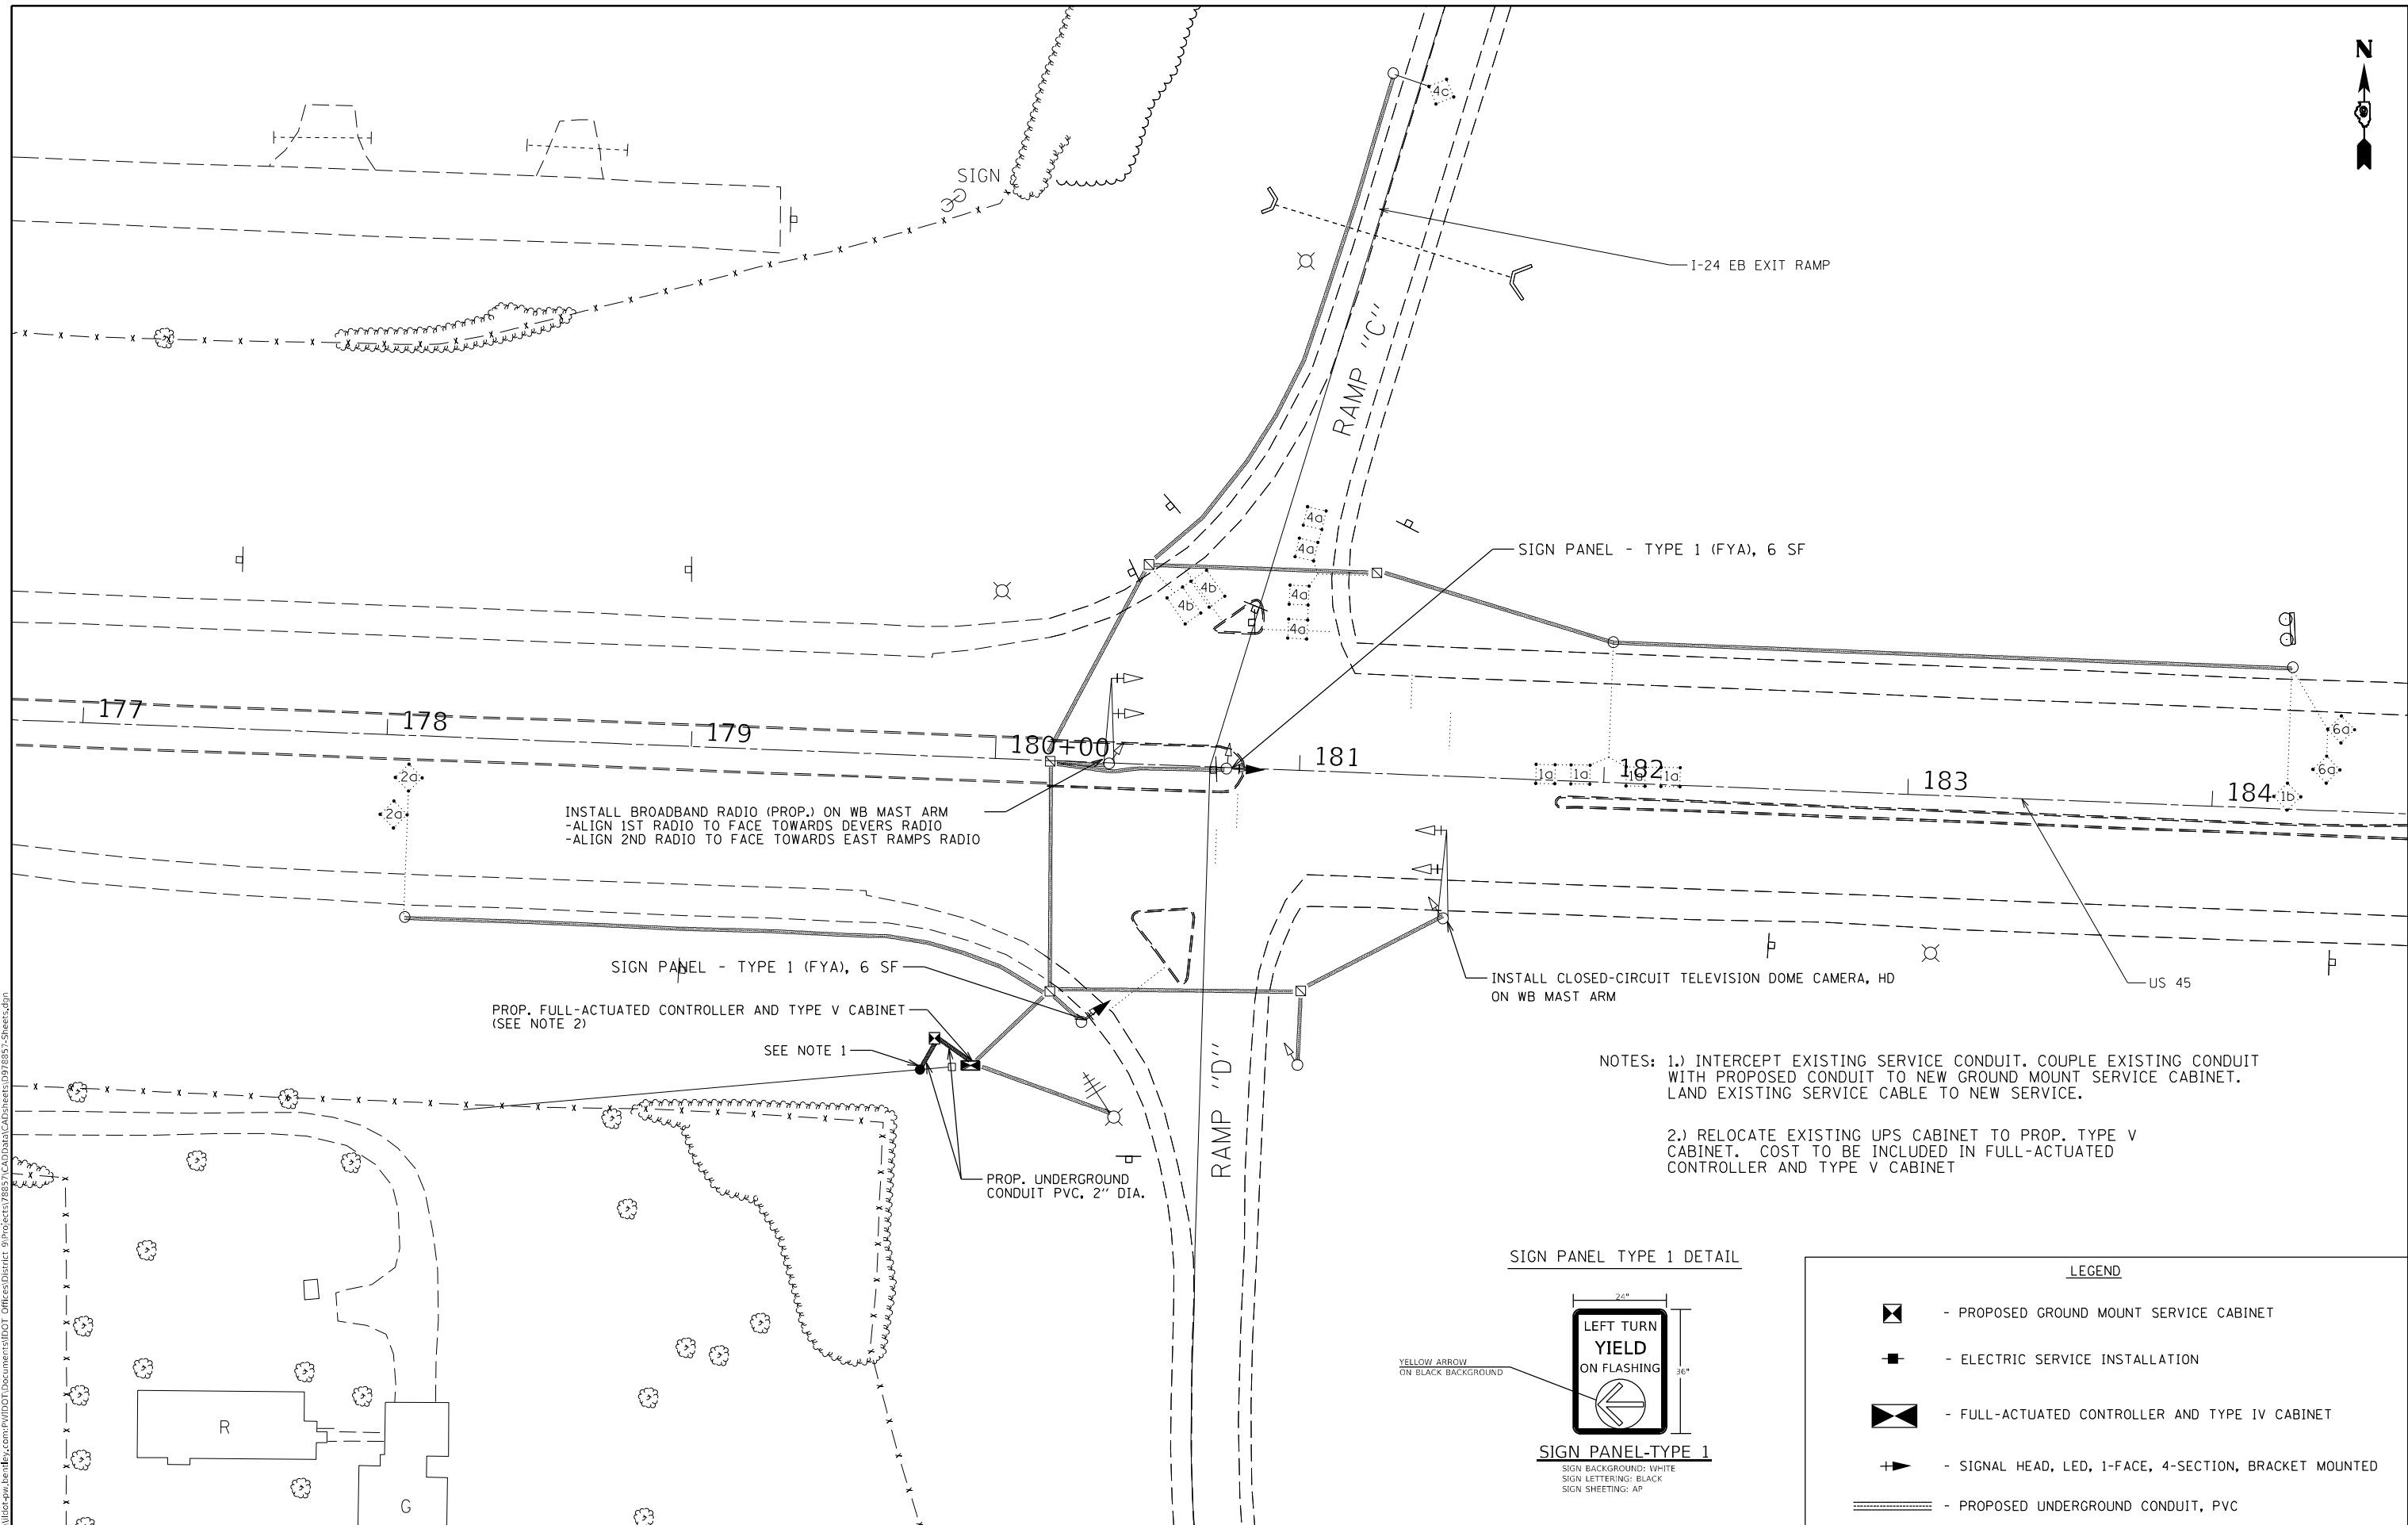 N
4c
SIGN
I-24 EB EXIT RAMP
RAMP "C"
4a
4a
SIGN PANEL - TYPE 1 (FYA), 6 SF
4b
4b
4a
4a
177
178
179
180+00
181
182
183
184
6a
6a
1a
1a
1a
1a
1b
2a
2a
INSTALL BROADBAND RADIO (PROP.) ON WB MAST ARM
-ALIGN 1ST RADIO TO FACE TOWARDS DEVERS RADIO
-ALIGN 2ND RADIO TO FACE TOWARDS EAST RAMPS RADIO
SIGN PANEL - TYPE 1 (FYA), 6 SF
INSTALL CLOSED-CIRCUIT TELEVISION DOME CAMERA, HD
ON WB MAST ARM
US 45
PROP. FULL-ACTUATED CONTROLLER AND TYPE V CABINET
(SEE NOTE 2)
SEE NOTE 1
RAMP "D"
PROP. UNDERGROUND
CONDUIT PVC, 2" DIA.
NOTES: 1.) INTERCEPT EXISTING SERVICE CONDUIT. COUPLE EXISTING CONDUIT
WITH PROPOSED CONDUIT TO NEW GROUND MOUNT SERVICE CABINET.
LAND EXISTING SERVICE CABLE TO NEW SERVICE.
2.) RELOCATE EXISTING UPS CABINET TO PROP. TYPE V
CABINET. COST TO BE INCLUDED IN FULL-ACTUATED
CONTROLLER AND TYPE V CABINET
SIGN PANEL TYPE 1 DETAIL
24"
36"
LEFT TURN
YIELD
ON FLASHING
YELLOW ARROW
ON BLACK BACKGROUND
SIGN PANEL-TYPE 1
SIGN BACKGROUND: WHITE
SIGN LETTERING: BLACK
SIGN SHEETING: AP
LEGEND
- PROPOSED GROUND MOUNT SERVICE CABINET
- ELECTRIC SERVICE INSTALLATION
- FULL-ACTUATED CONTROLLER AND TYPE IV CABINET
- SIGNAL HEAD, LED, 1-FACE, 4-SECTION, BRACKET MOUNTED
- PROPOSED UNDERGROUND CONDUIT, PVC
R
G